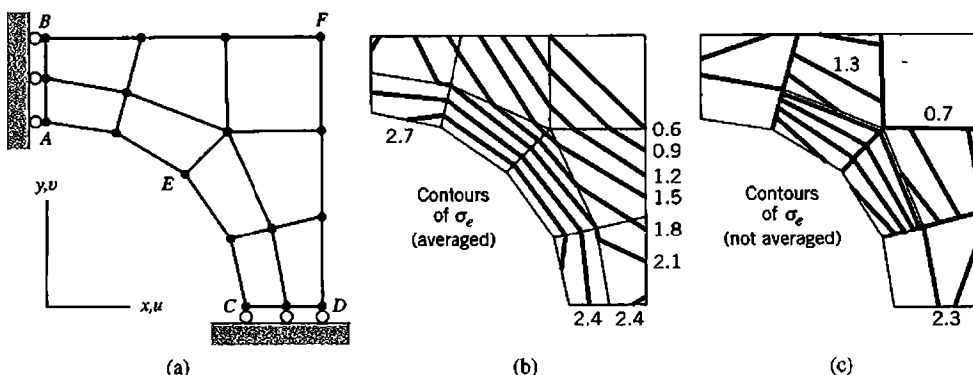 B
F
A
E
y,v
x,u
C
D
(a)
2.7
Contours
of σₑ
(averaged)
0.6
0.9
1.2
1.5
1.8
2.1
2.4
2.4
(b)
1.3
0.7
Contours
of σₑ
(not averaged)
2.3
(c)